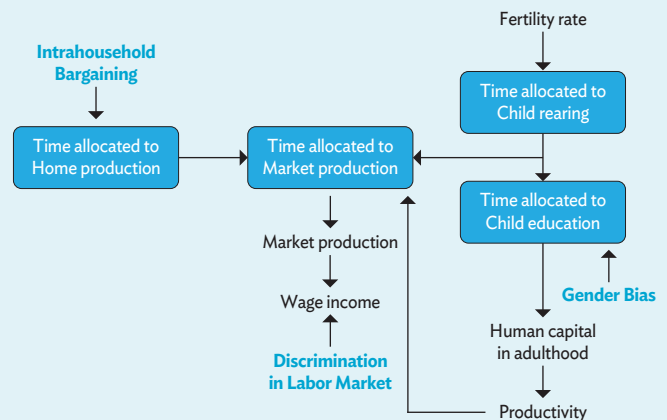 Fertility rate
Intrahousehold
Bargaining
Time allocated to
Child rearing
Time allocated to
Home production
Time allocated to
Market production
Time allocated to
Child education
Market production
Gender Bias
Wage income
Human capital
in adulthood
Discrimination
in Labor Market
Productivity